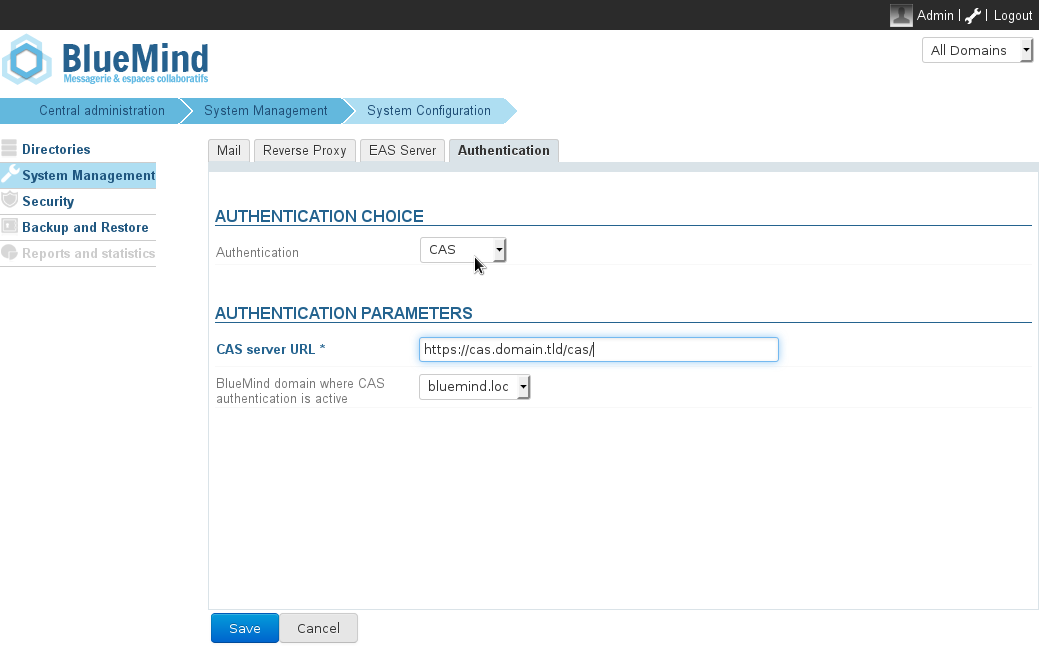 Admin | | Logout
BlueMind
Messagerie & espaces collaboratifs
All Domains
Central administration System Management System Configuration
Directories
System Management
Security
Backup and Restore
Reports and statistics
Mail Reverse Proxy EAS Server Authentication
AUTHENTICATION CHOICE
Authentication CAS
AUTHENTICATION PARAMETERS
CAS server URL * https://cas.domain.tld/cas/
BlueMind domain where CAS
authentication is active
bluemind.loc
Save Cancel